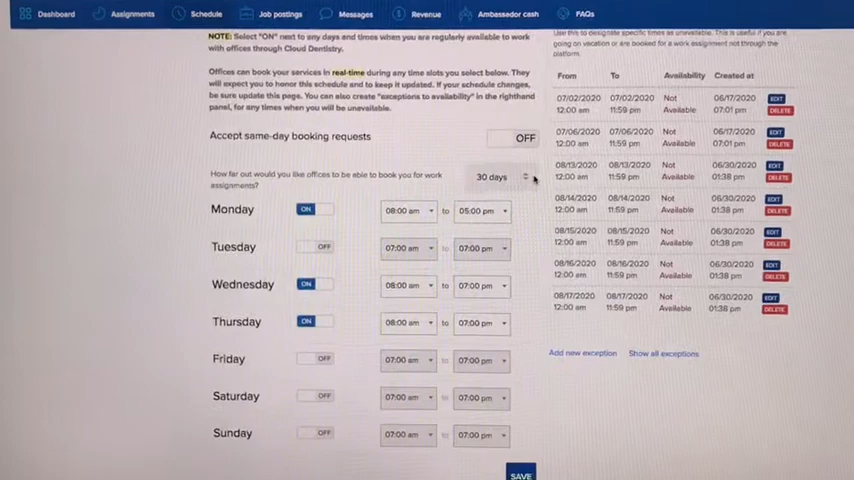 Dashboard Assignments Schedule Job postings Messages Revenue Ambassador cash FAQs
NOTE: Select "ON" next to any days and times when you are regularly available to work
with offices through Cloud Dentistry.
Offices can book your services in real-time during any time slots you select below. They
will expect you to honor this schedule and to keep it updated. If your schedule changes,
be sure update this page. You can also create "exceptions to availability" in the righthand
panel, for any times when you will be unavailable.
Accept same-day booking requests OFF
How far out would you like offices to be able to book you for work
assignments?
30 days
Monday ON 08:00 am to 05:00 pm
Tuesday OFF 07:00 am to 07:00 pm
Wednesday ON 08:00 am to 07:00 pm
Thursday ON 08:00 am to 07:00 pm
Friday OFF 07:00 am to 07:00 pm
Saturday OFF 07:00 am to 07:00 pm
Sunday OFF 07:00 am to 07:00 pm
SAVE
Use this to designate specific times as unavailable. This is useful if you are
going on vacation or are booked for a work assignment not through the
platform.
From To Availability Created at
07/02/2020 07/02/2020 Not 06/17/2020 EDIT
12:00 am 11:59 pm Available 07:01 pm DELETE
07/06/2020 07/06/2020 Not 06/17/2020 EDIT
12:00 am 11:59 pm Available 07:01 pm DELETE
08/13/2020 08/13/2020 Not 06/30/2020 EDIT
12:00 am 11:59 pm Available 01:38 pm DELETE
08/14/2020 08/14/2020 Not 06/30/2020 EDIT
12:00 am 11:59 pm Available 01:38 pm DELETE
08/15/2020 08/15/2020 Not 06/30/2020 EDIT
12:00 am 11:59 pm Available 01:38 pm DELETE
08/16/2020 08/16/2020 Not 06/30/2020 EDIT
12:00 am 11:59 pm Available 01:38 pm DELETE
08/17/2020 08/17/2020 Not 06/30/2020 EDIT
12:00 am 11:59 pm Available 01:38 pm DELETE
Add new exception Show all exceptions